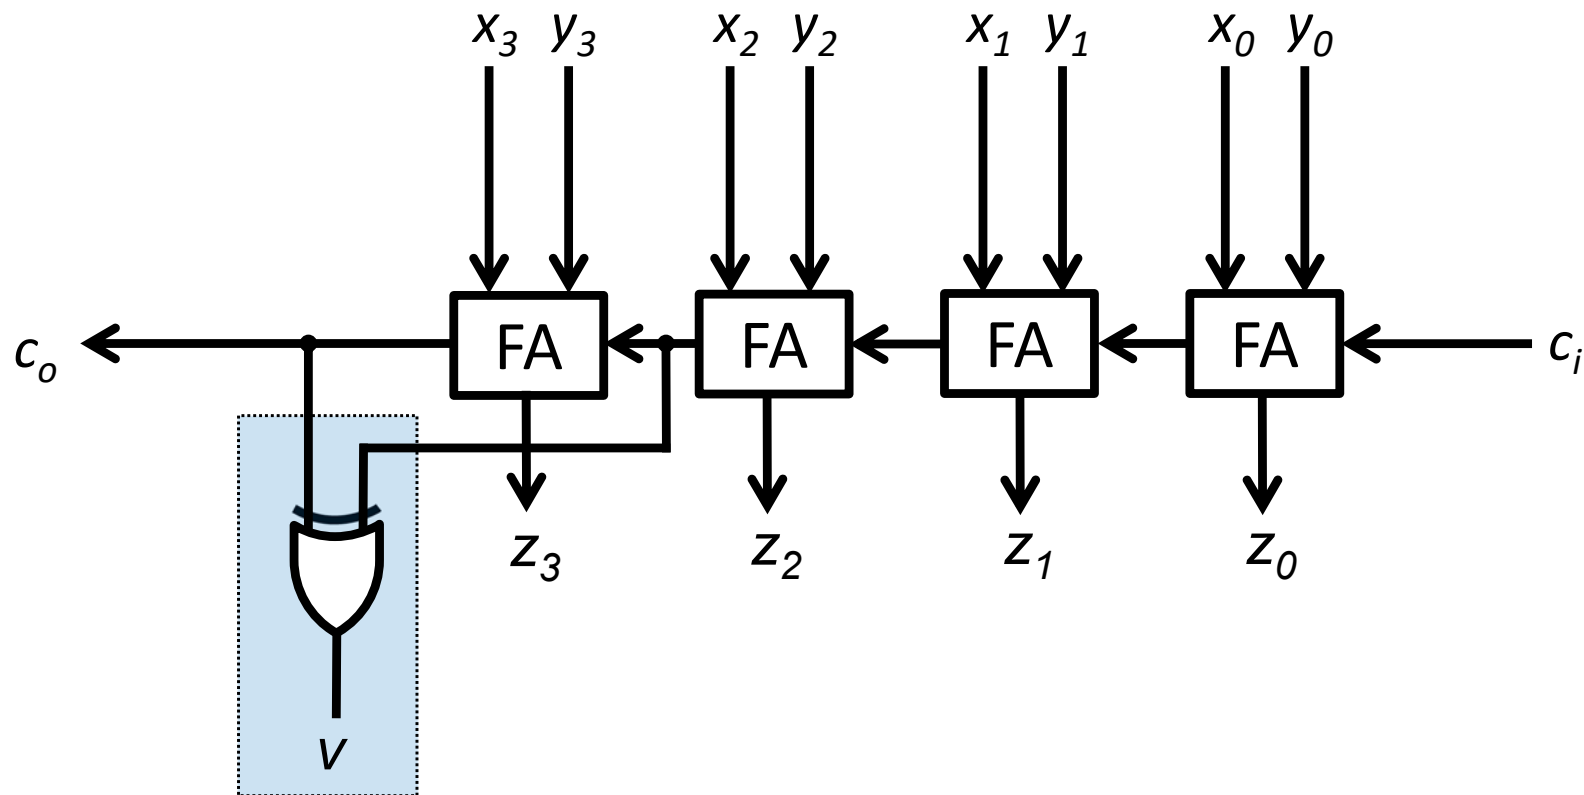 x3 y3 x2 y2 x1 y1 x0 y0
co FA FA FA FA ci
z3 z2 z1 z0
v